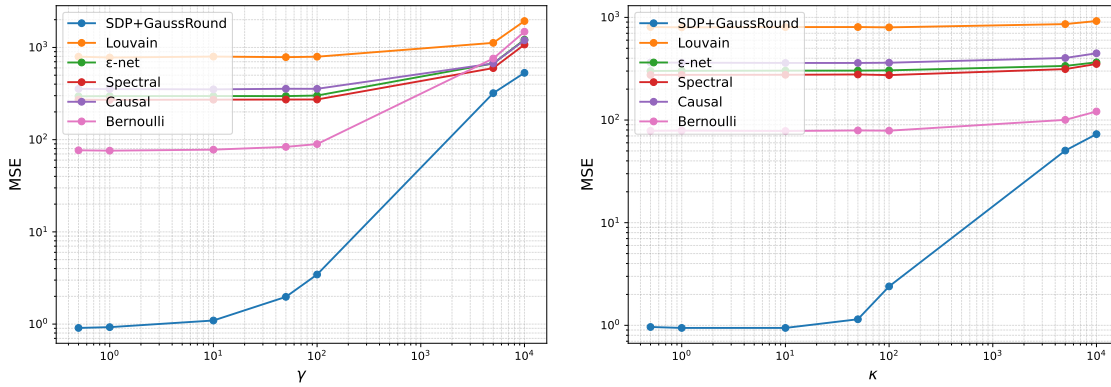 SDP+GaussRound
Louvain
ε-net
Spectral
Causal
Bernoulli
MSE
10³
10²
10¹
10⁰
10⁰
10¹
10²
10³
10⁴
γ
SDP+GaussRound
Louvain
ε-net
Spectral
Causal
Bernoulli
MSE
10³
10²
10¹
10⁰
10⁰
10¹
10²
10³
10⁴
κ